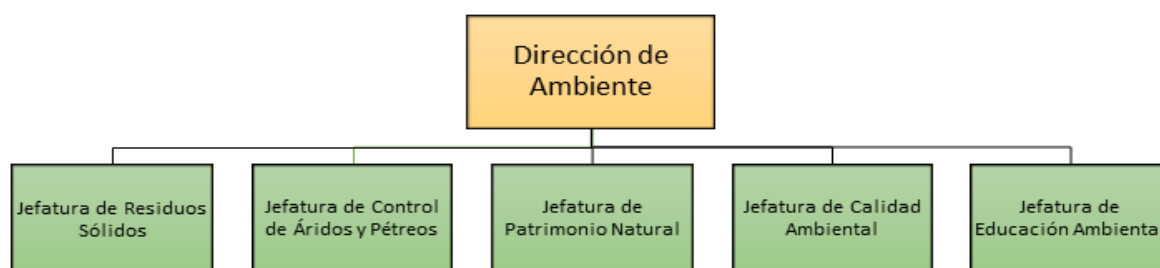 Dirección de
Ambiente
Jefatura de Residuos
Sólidos
Jefatura de Control
de Áridos y Pétreos
Jefatura de
Patrimonio Natural
Jefatura de Calidad
Ambiental
Jefatura de
Educación Ambienta